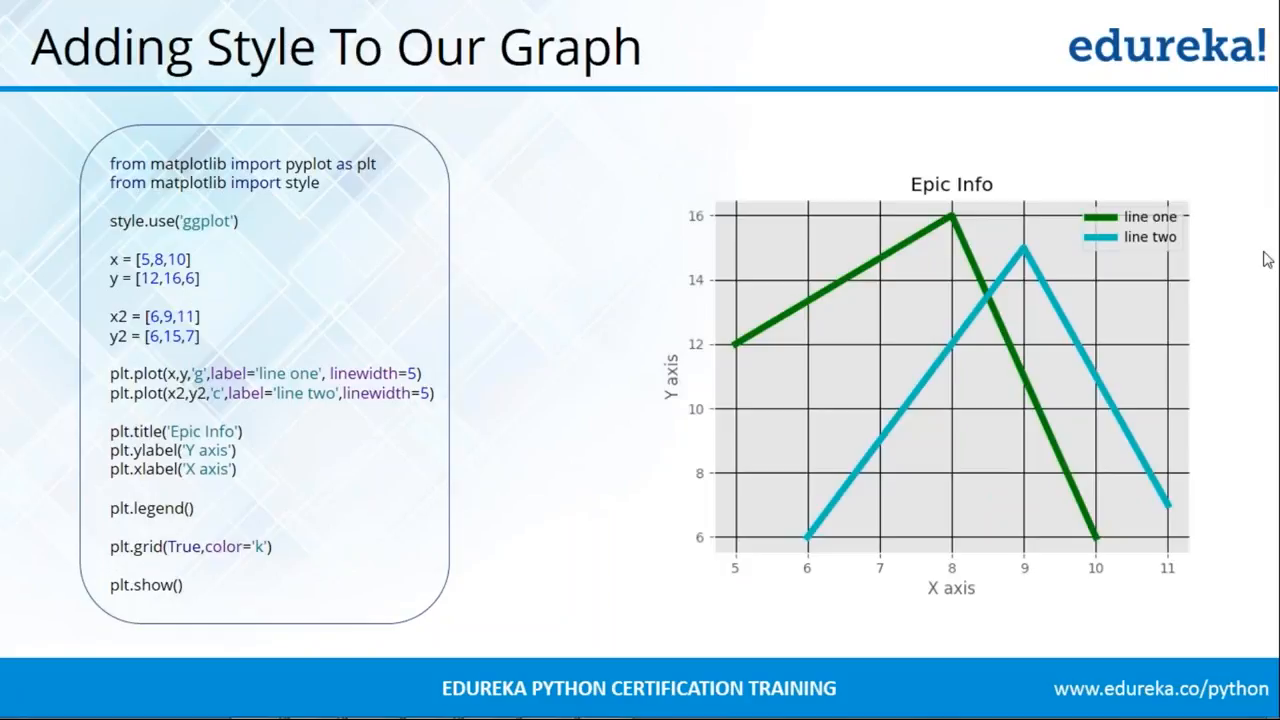 Adding Style To Our Graph
edureka!
from matplotlib import pyplot as plt
from matplotlib import style
style.use('ggplot')
x = [5,8,10]
y = [12,16,6]
x2 = [6,9,11]
y2 = [6,15,7]
plt.plot(x,y,'g',label='line one', linewidth=5)
plt.plot(x2,y2,'c',label='line two',linewidth=5)
plt.title('Epic Info')
plt.ylabel('Y axis')
plt.xlabel('X axis')
plt.legend()
plt.grid(True,color='k')
plt.show()
Epic Info
line one
line two
16
14
12
10
8
6
Y axis
5 6 7 8 9 10 11
X axis
EDUREKA PYTHON CERTIFICATION TRAINING
www.edureka.co/python